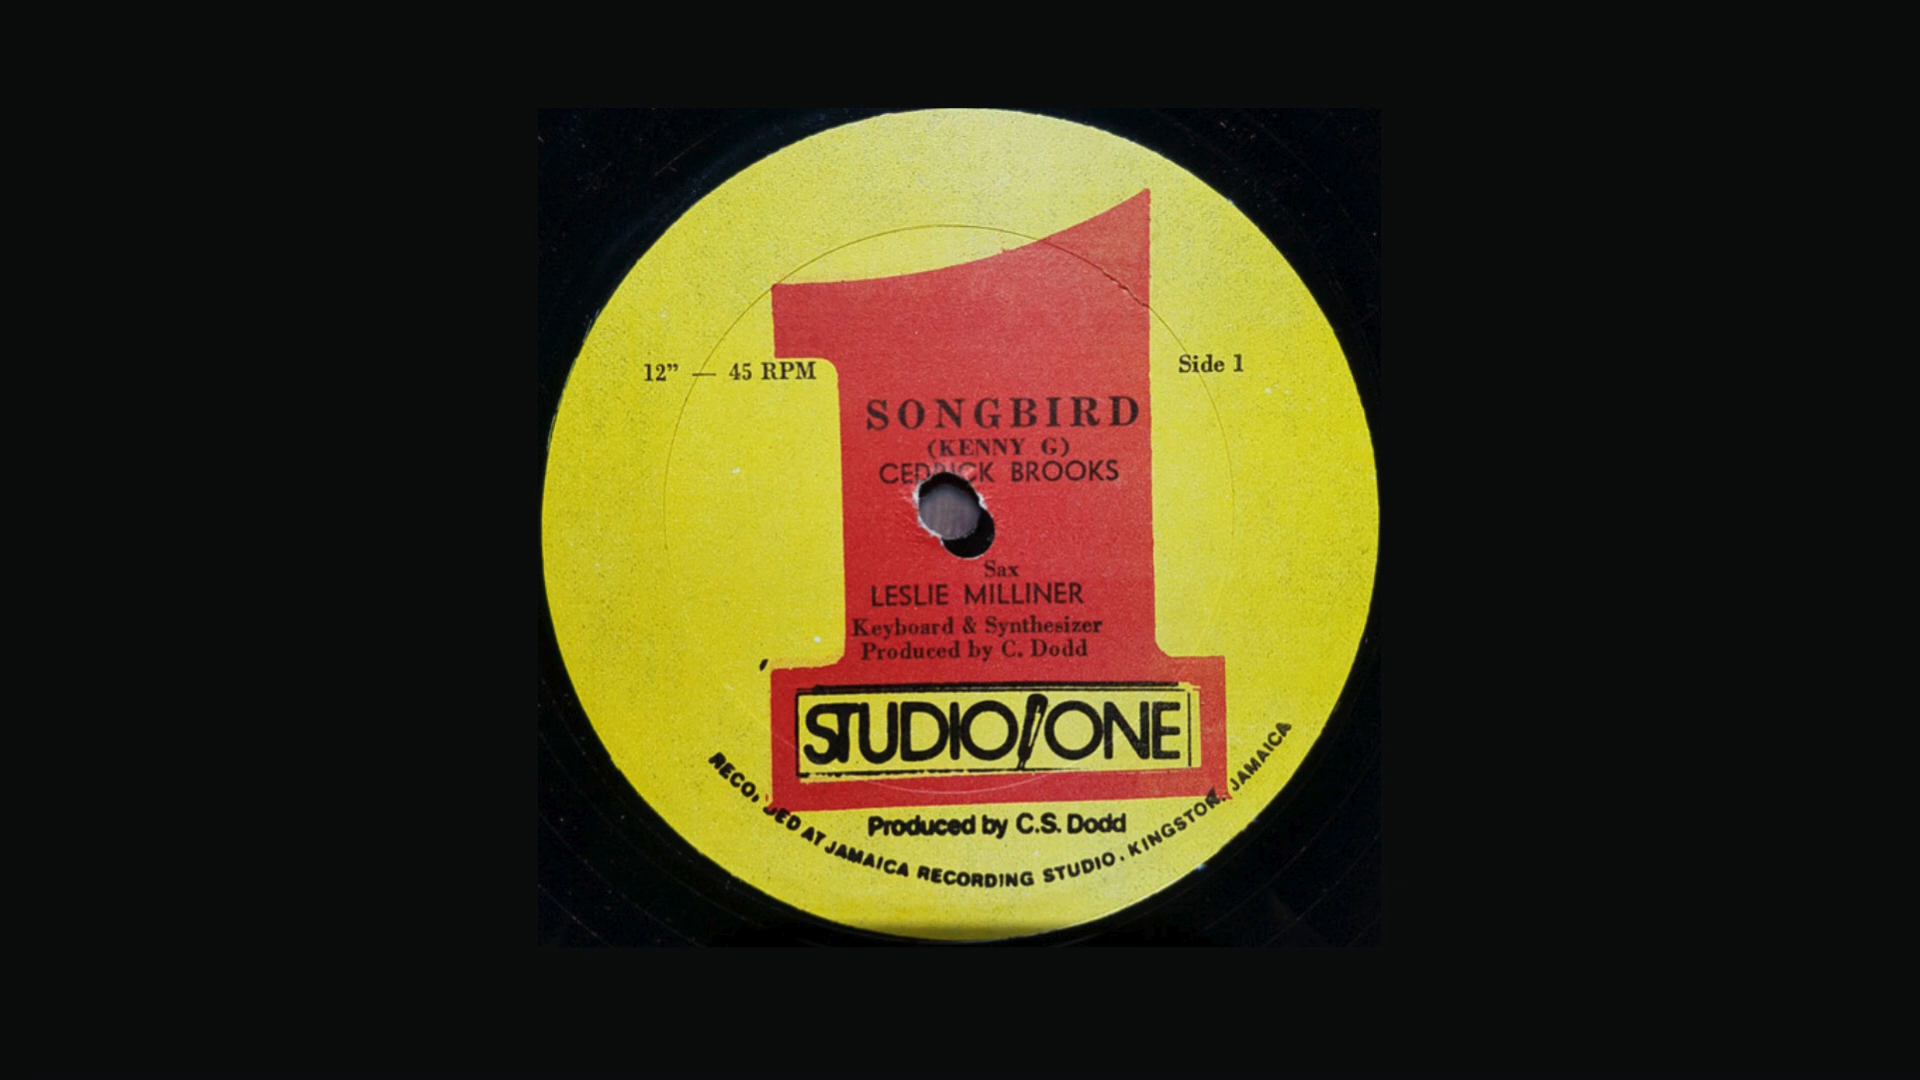 12” — 45 RPM
Side 1
SONGBIRD
(KENNY G)
CEDRICK BROOKS
Sax
LESLIE MILLINER
Keyboard & Synthesizer
Produced by C. Dodd
STUDIO ONE
Produced by C.S. Dodd
RECORDED AT JAMAICA RECORDING STUDIO. KINGSTON. JAMAICA